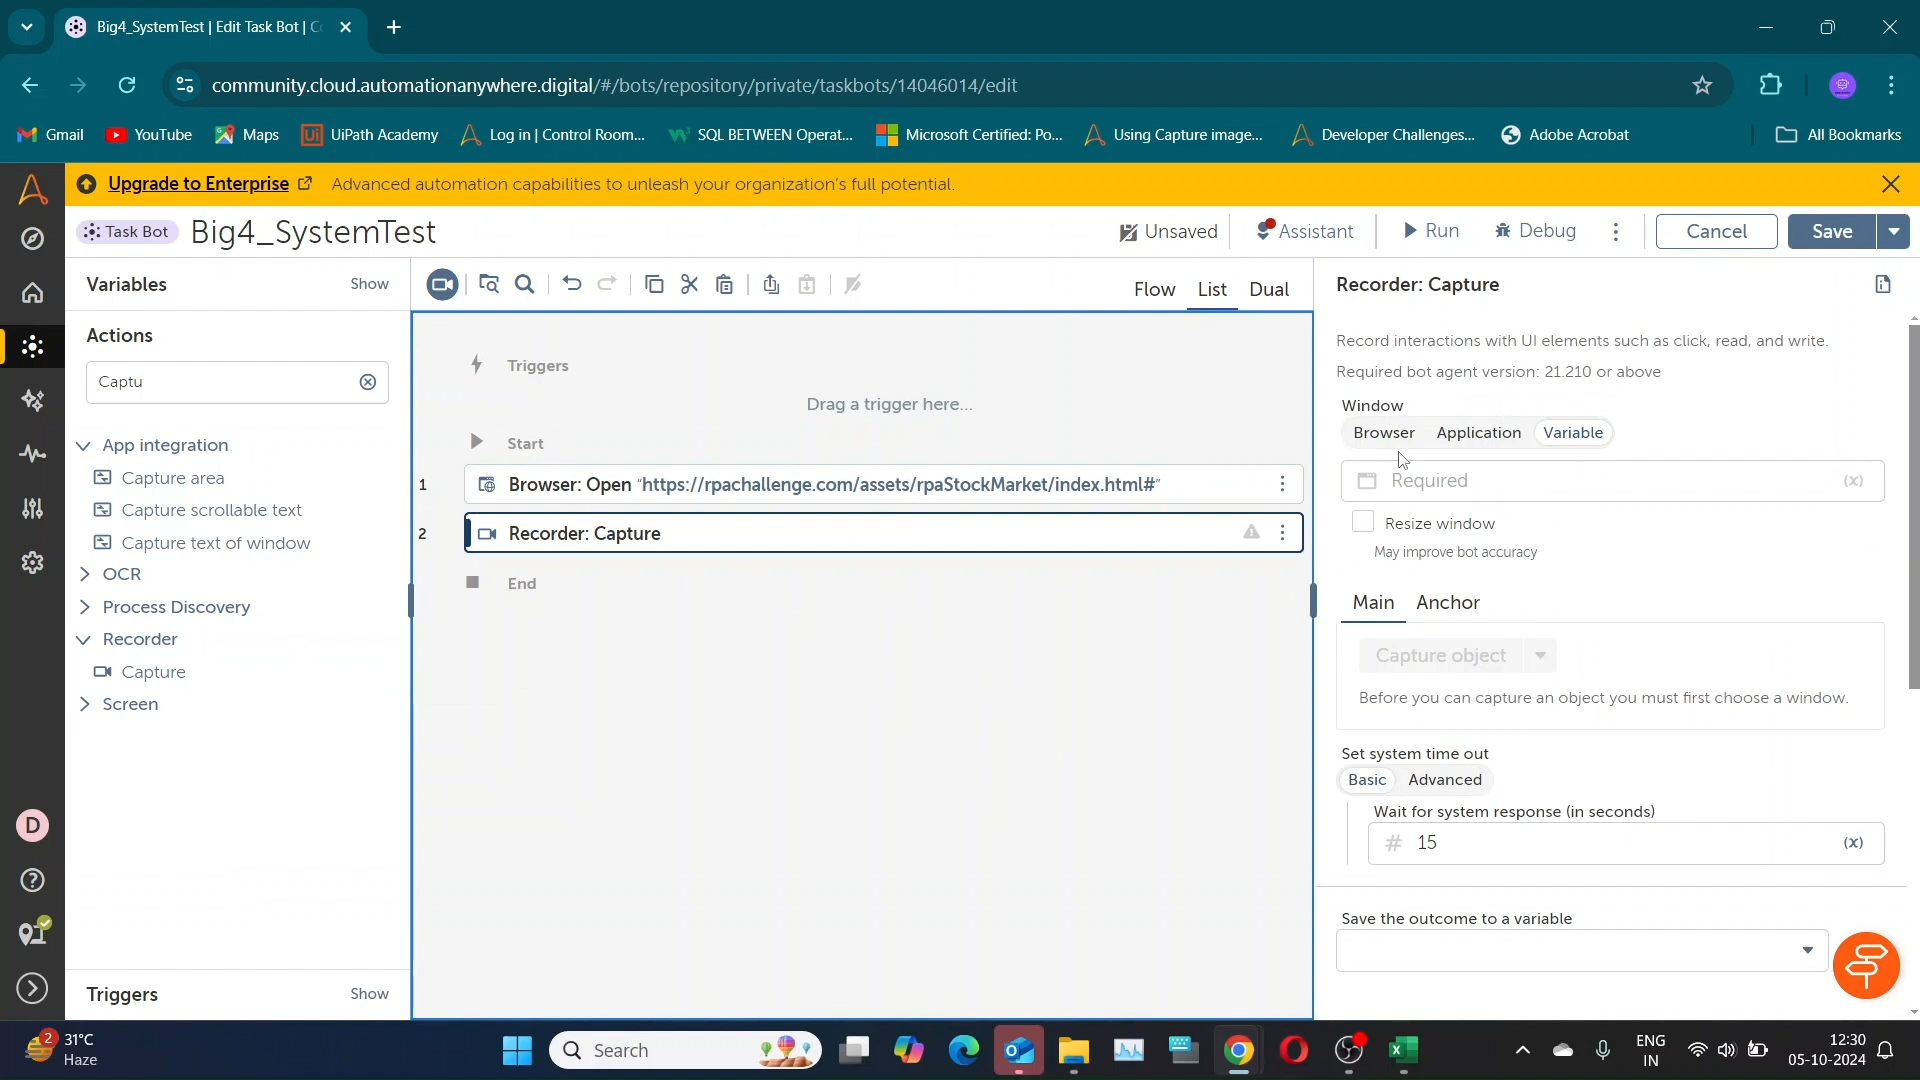 Big4_SystemTest | Edit Task Bot | Co
community.cloud.automationanywhere.digital/#/bots/repository/private/taskbots/14046014/edit
Gmail
YouTube
Maps
UiPath Academy
Log in | Control Room...
SQL BETWEEN Operat...
Microsoft Certified: Po...
Using Capture image...
Developer Challenges...
Adobe Acrobat
All Bookmarks
Upgrade to Enterprise
Advanced automation capabilities to unleash your organization's full potential.
Task Bot
Big4_SystemTest
Unsaved
Assistant
Run
Debug
Cancel
Save
Variables
Show
Flow
List
Dual
Actions
Captu
App integration
Capture area
Capture scrollable text
Capture text of window
OCR
Process Discovery
Recorder
Capture
Screen
Triggers
Show
Triggers
Drag a trigger here...
Start
1
Browser: Open "https://rpachallenge.com/assets/rpaStockMarket/index.html#"
2
Recorder: Capture
End
Recorder: Capture
Record interactions with UI elements such as click, read, and write.
Required bot agent version: 21.210 or above
Window
Browser
Application
Variable
Required
(x)
Resize window
May improve bot accuracy
Main
Anchor
Capture object
Before you can capture an object you must first choose a window.
Set system time out
Basic
Advanced
Wait for system response (in seconds)
# 15
(x)
Save the outcome to a variable
D
2
31°C
Haze
Search
ENG
IN
12:30
05-10-2024